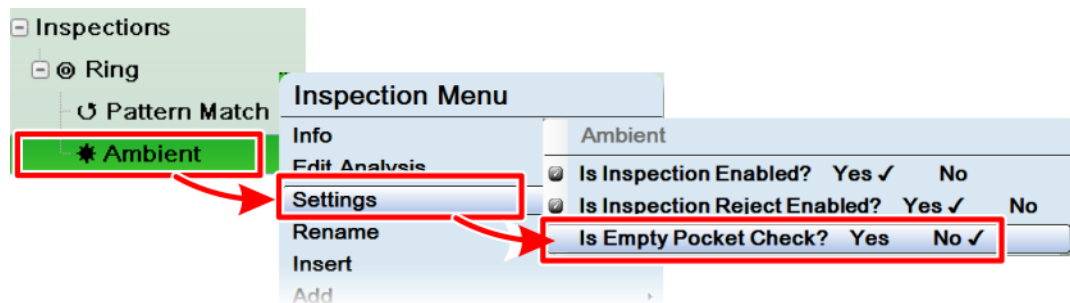 Inspections
Ring
Pattern Match
Ambient
Inspection Menu
Info
Edit Analysis
Settings
Rename
Insert
Add
Ambient
Is Inspection Enabled? Yes ✓ No
Is Inspection Reject Enabled? Yes ✓ No
Is Empty Pocket Check? Yes No ✓